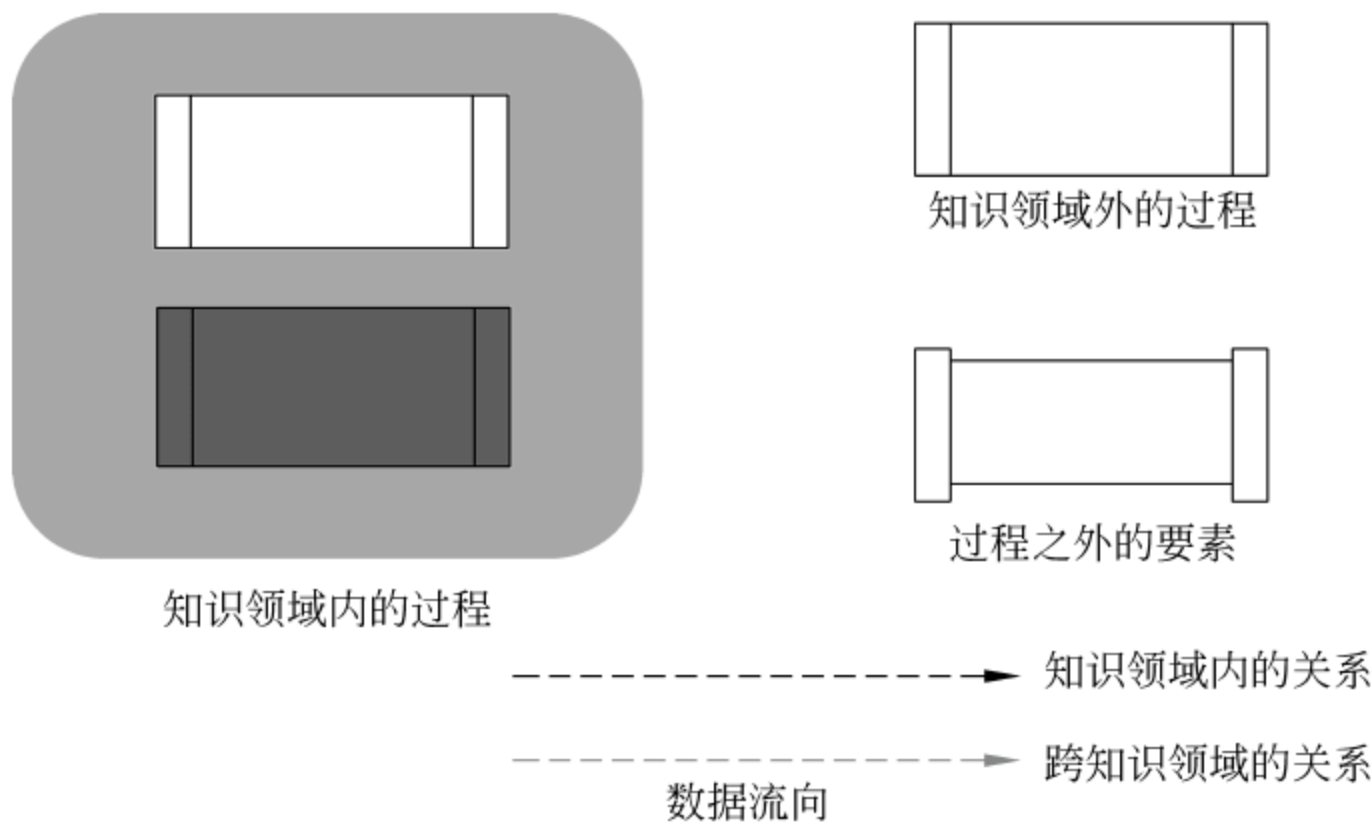 知识领域外的过程
过程之外的要素
知识领域内的过程
知识领域内的关系
跨知识领域的关系
数据流向